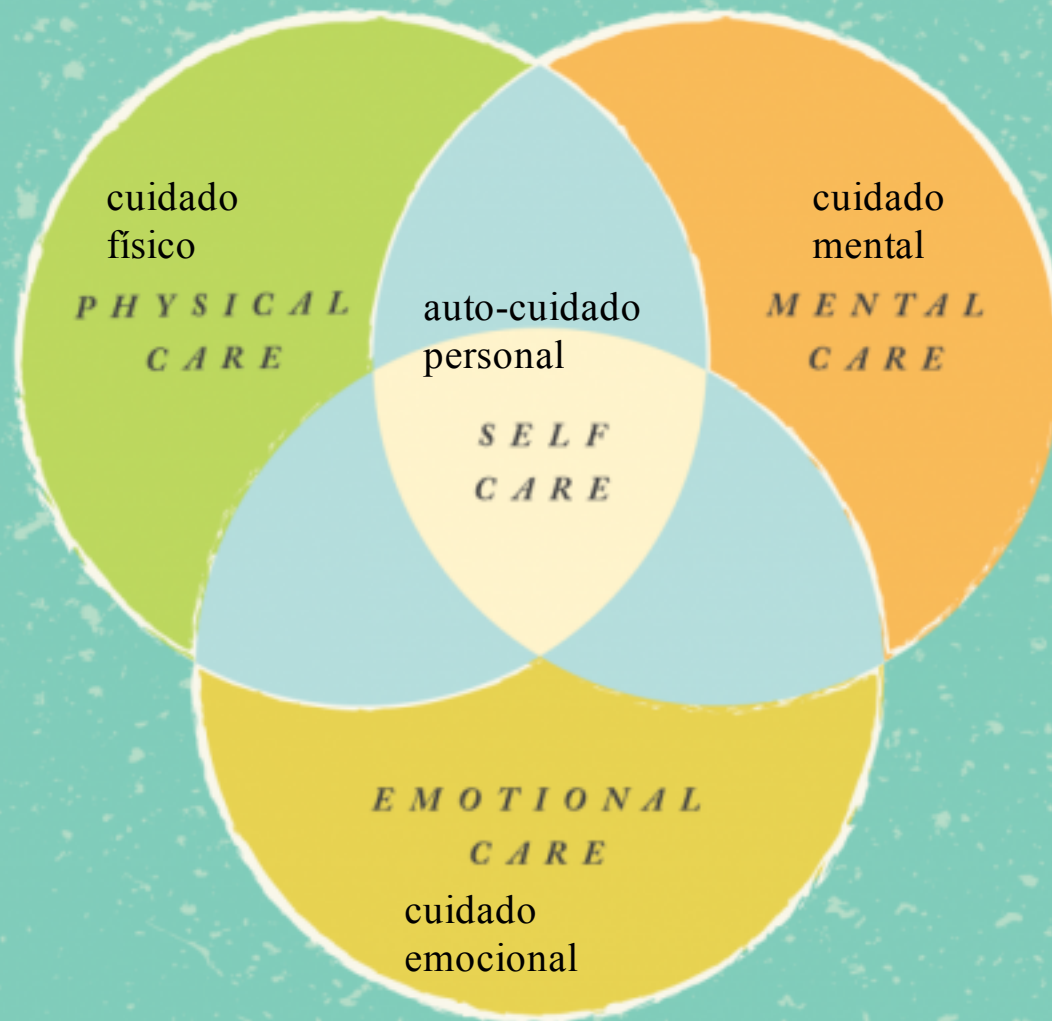 cuidado
físico
PHYSICAL
CARE
cuidado
mental
MENTAL
CARE
auto-cuidado
personal
SELF
CARE
EMOTIONAL
CARE
cuidado
emocional